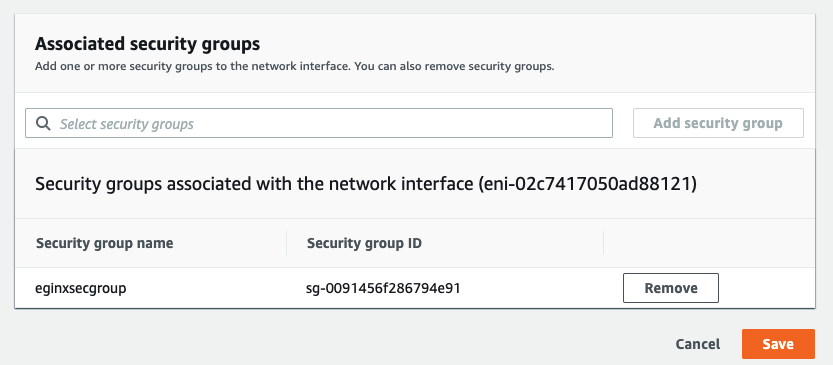 Associated security groups
Add one or more security groups to the network interface. You can also remove security groups.
Select security groups
Add security group
Security groups associated with the network interface (eni-02c7417050ad88121)
Security group name Security group ID
eginxsecgroup sg-0091456f286794e91 Remove
Cancel Save